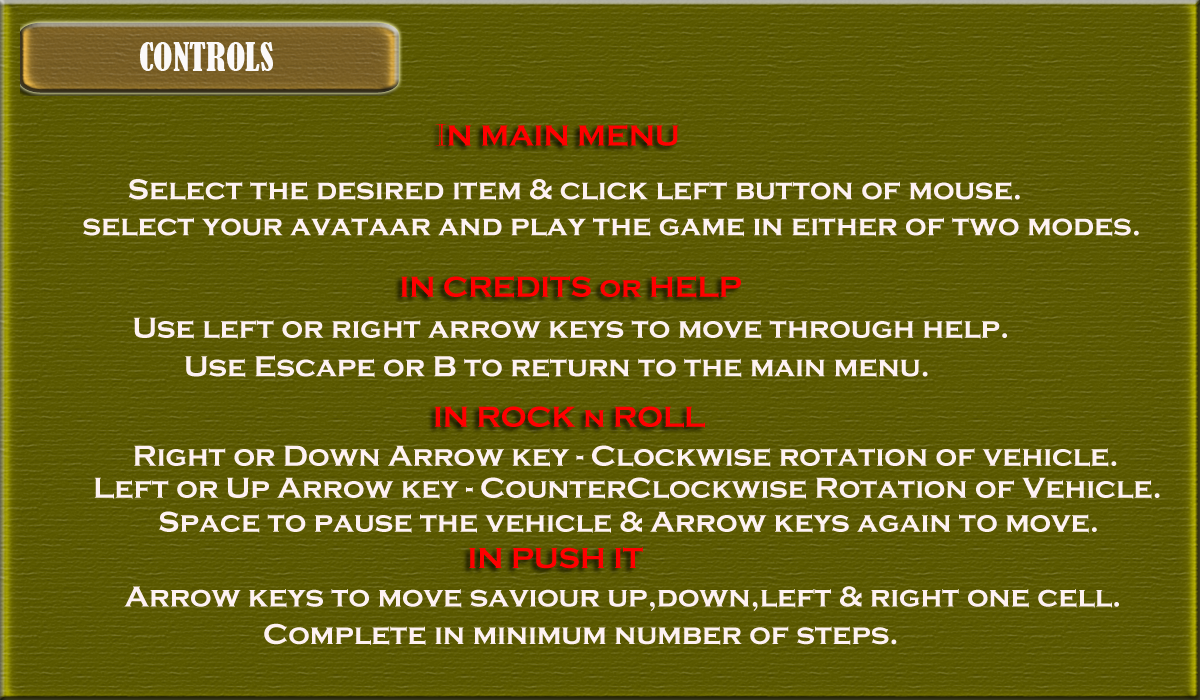 CONTROLS
IN MAIN MENU
Select the desired item & click left button of mouse.
select your avataar and play the game in either of two modes.
IN CREDITS or HELP
Use left or right arrow keys to move through help.
Use Escape or B to return to the main menu.
IN ROCK n ROLL
Right or Down Arrow key - Clockwise rotation of vehicle.
Left or Up Arrow key - CounterClockwise Rotation of Vehicle.
Space to pause the vehicle & Arrow keys again to move.
IN PUSH IT
Arrow keys to move saviour up,down,left & right one cell.
Complete in minimum number of steps.